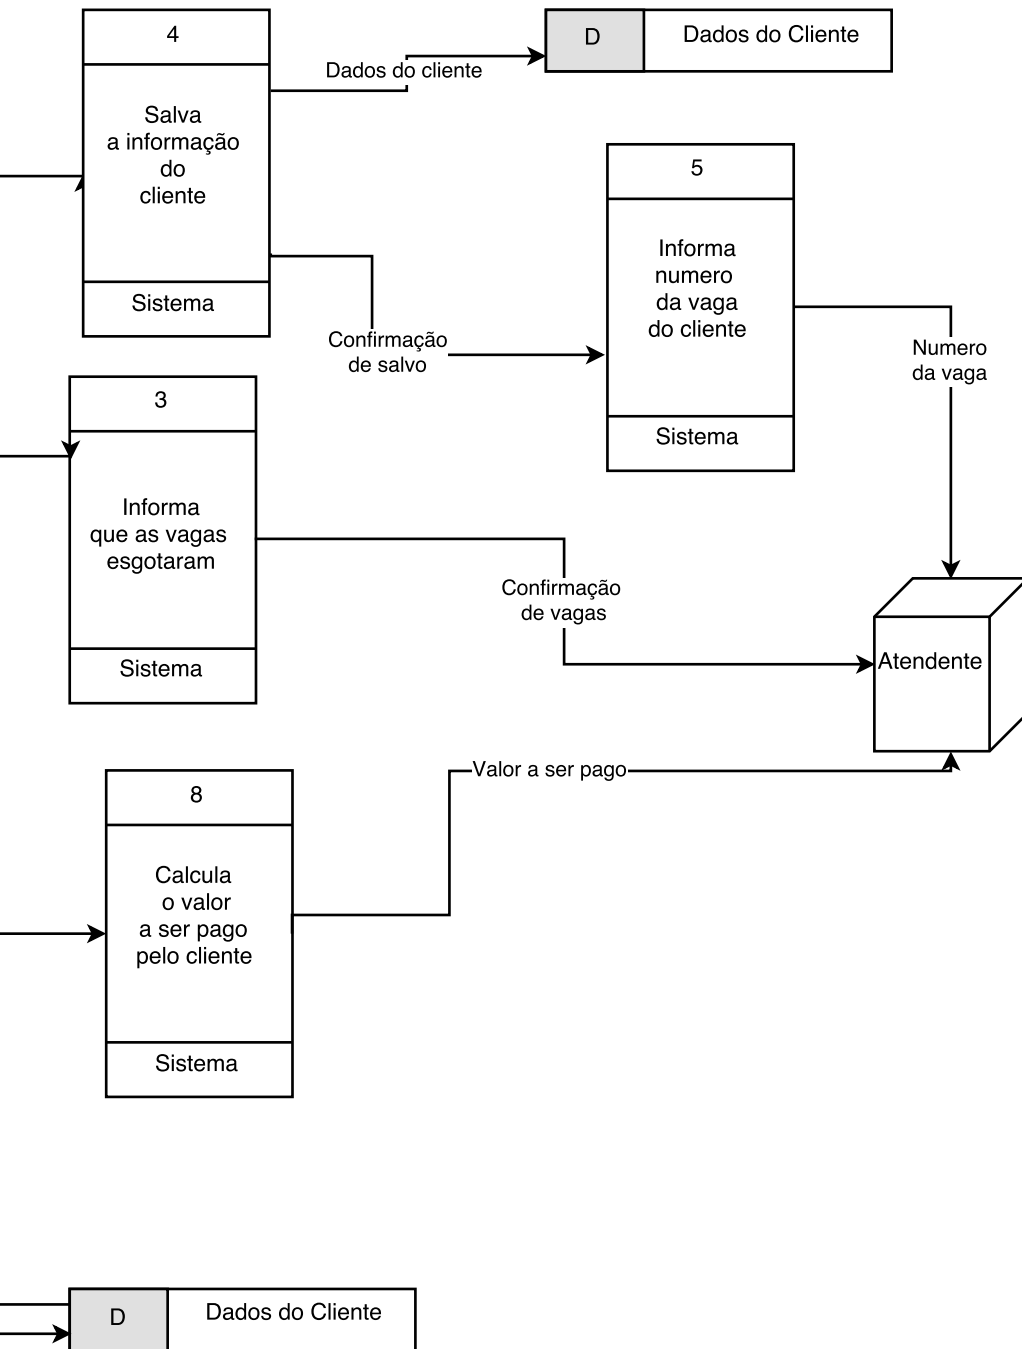 4
Salva
a informação
do
cliente
Sistema
Dados do cliente
D
Dados do Cliente
Confirmação
de salvo
5
Informa
numero
da vaga
do cliente
Sistema
Numero
da vaga
3
Informa
que as vagas
esgotaram
Sistema
Confirmação
de vagas
Atendente
8
Calcula
o valor
a ser pago
pelo cliente
Sistema
Valor a ser pago
D
Dados do Cliente